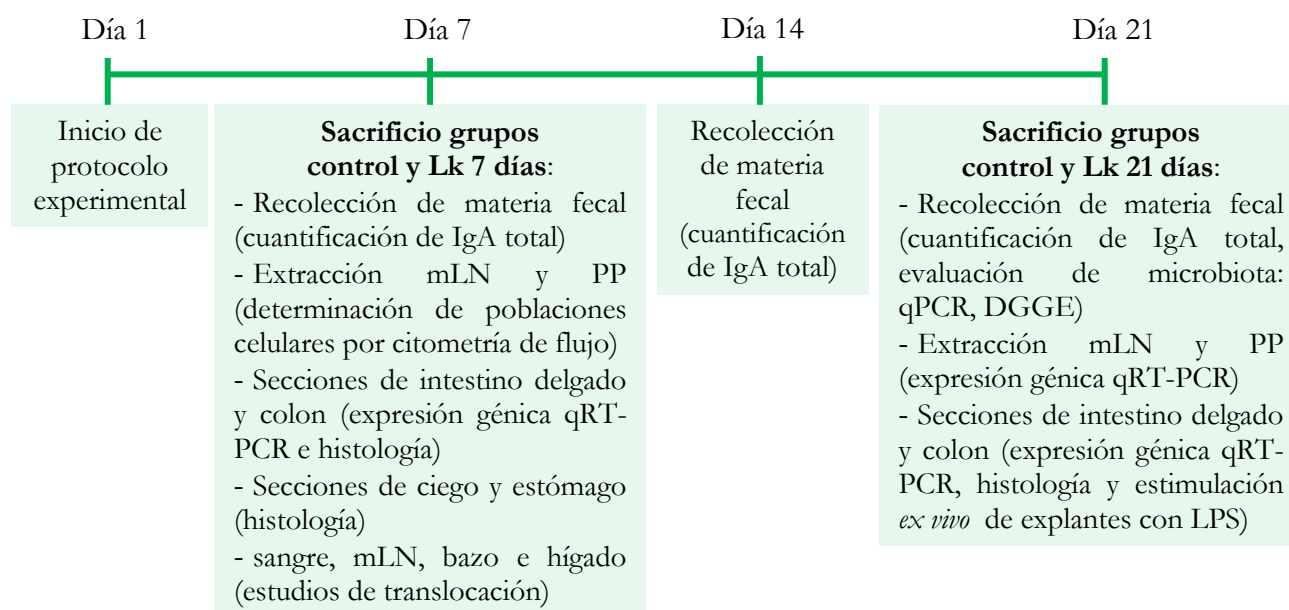 Día 1
Día 7
Día 14
Día 21
Inicio de
protocolo
experimental
Sacrificio grupos
control y Lk 7 días:
- Recolección de materia fecal
(cuantificación de IgA total)
- Extracción mLN y PP
(determinación de poblaciones
celulares por citometría de flujo)
- Secciones de intestino delgado
y colon (expresión génica qRT-
PCR e histología)
- Secciones de ciego y estómago
(histología)
- sangre, mLN, bazo e hígado
(estudios de translocación)
Recolección
de materia
fecal
(cuantificación
de IgA total)
Sacrificio grupos
control y Lk 21 días:
- Recolección de materia fecal
(cuantificación de IgA total,
evaluación de microbiota:
qPCR, DGGE)
- Extracción mLN y PP
(expresión génica qRT-PCR)
- Secciones de intestino delgado
y colon (expresión génica qRT-
PCR, histología y estimulación
ex vivo de explantes con LPS)